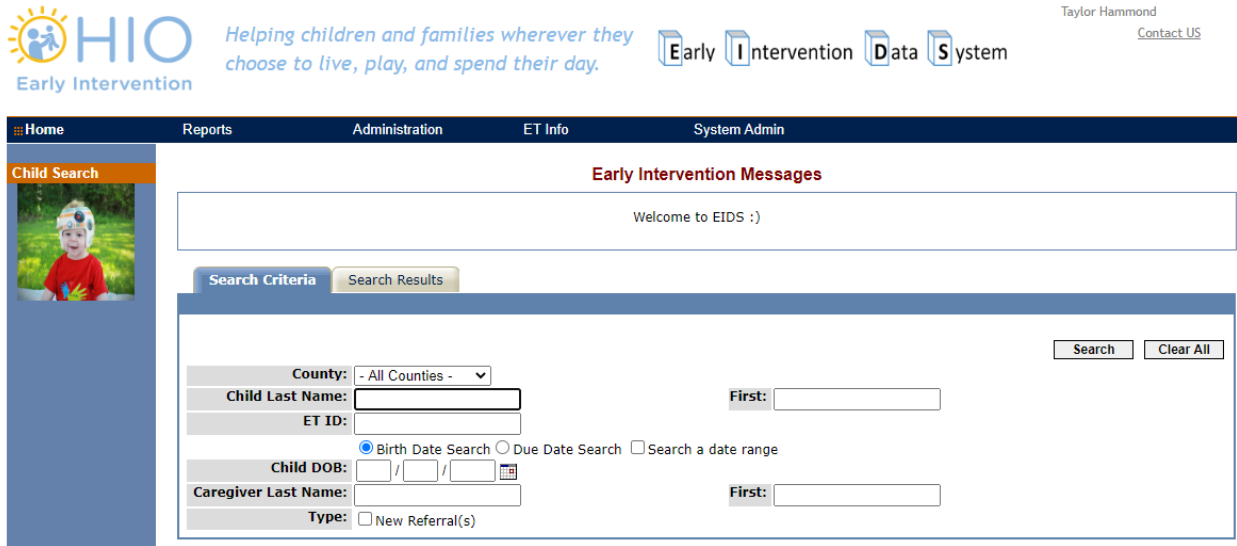 Taylor Hammond
Contact US
OHIO
Early Intervention
Helping children and families wherever they
choose to live, play, and spend their day.
Early Intervention Data System
Home Reports Administration ET Info System Admin
Child Search
Early Intervention Messages
Welcome to EIDS :)
Search Criteria Search Results
Search Clear All
County: - All Counties -
Child Last Name: First:
ET ID:
Birth Date Search Due Date Search Search a date range
Child DOB: / /
Caregiver Last Name: First:
Type: New Referral(s)